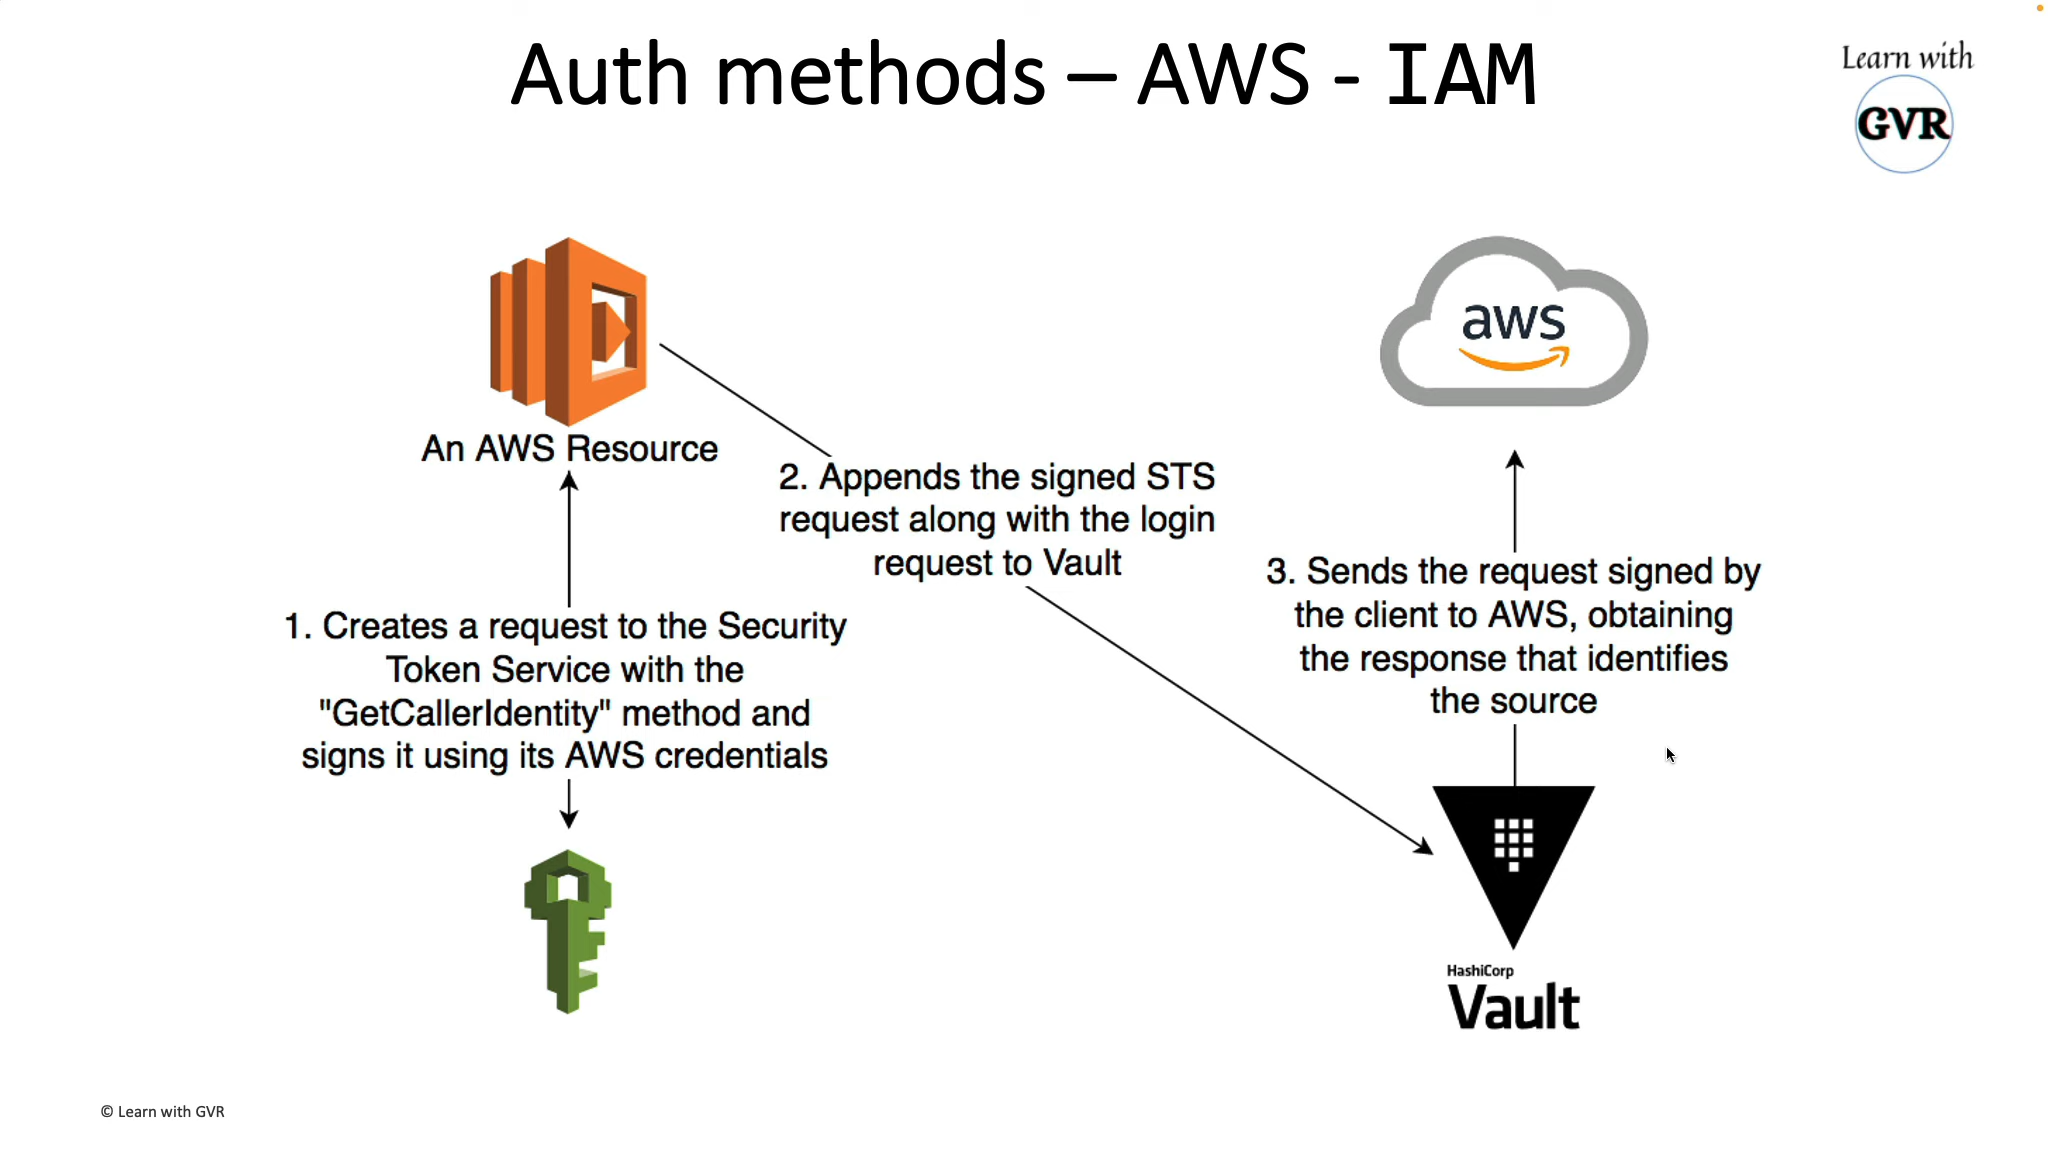 Auth methods – AWS - IAM
Learn with
GVR
aws
An AWS Resource
2. Appends the signed STS
request along with the login
request to Vault
1. Creates a request to the Security
Token Service with the
"GetCallerIdentity" method and
signs it using its AWS credentials
3. Sends the request signed by
the client to AWS, obtaining
the response that identifies
the source
HashiCorp
Vault
© Learn with GVR